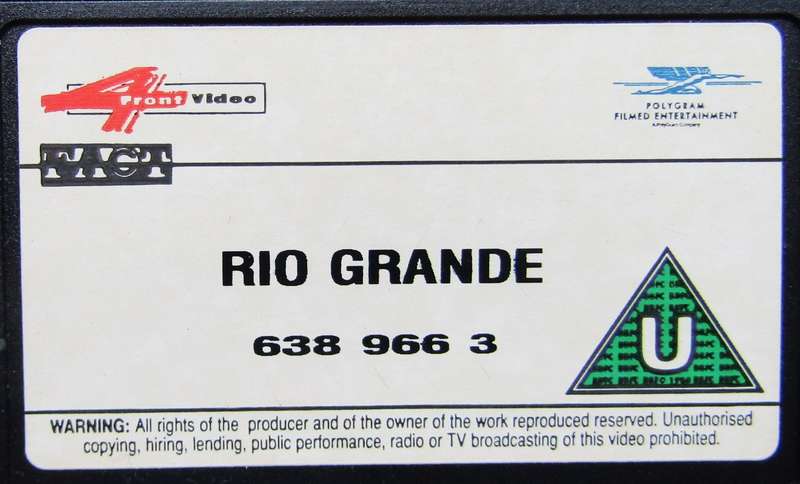 4 Front Video
POLYGRAM
FILMED ENTERTAINMENT
A PolyGram Company
FACT
RIO GRANDE
638 966 3
U
WARNING: All rights of the producer and of the owner of the work reproduced reserved. Unauthorised
copying, hiring, lending, public performance, radio or TV broadcasting of this video prohibited.